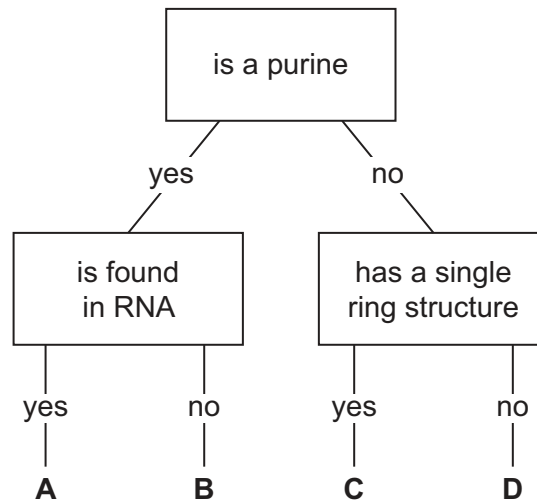 is a purine
yes
no
is found
in RNA
has a single
ring structure
yes
no
yes
no
A
B
C
D